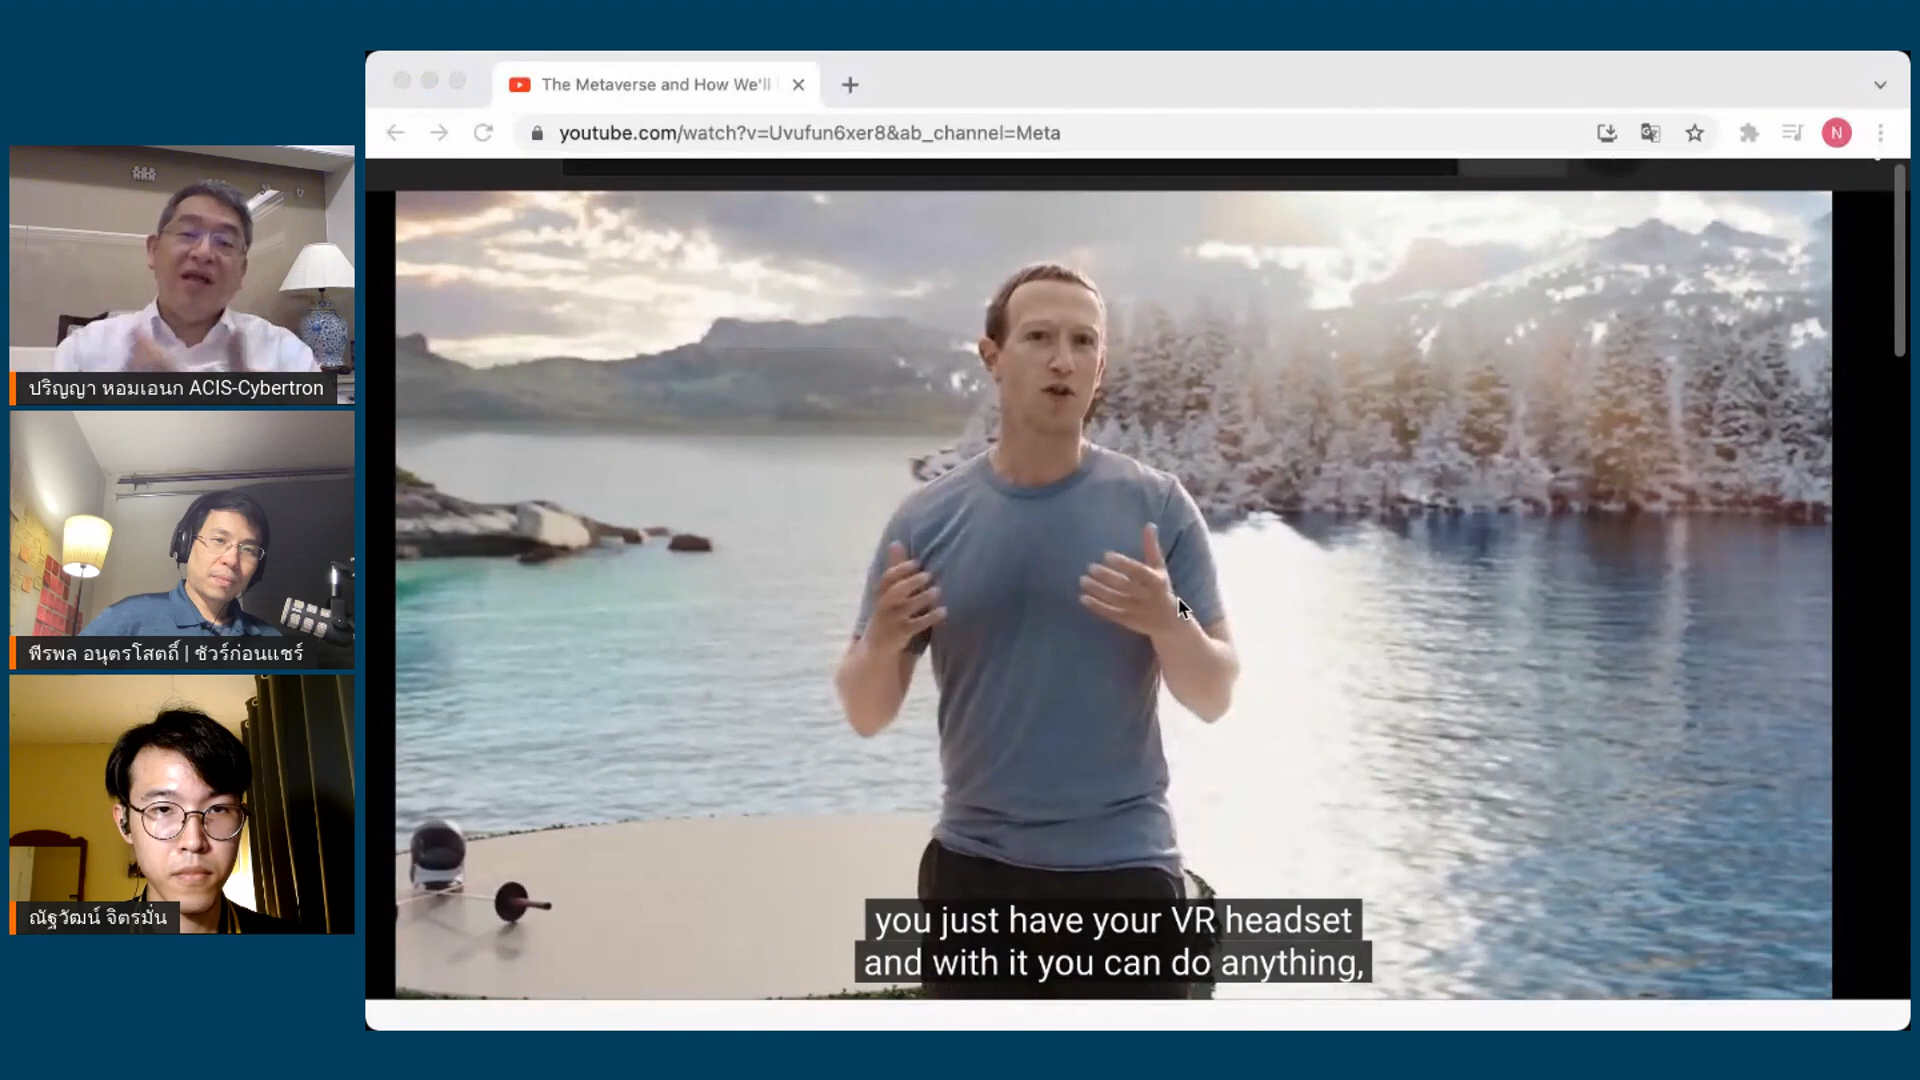 The Metaverse and How We'll
youtube.com/watch?v=Uvufun6xer8&ab_channel=Meta
N
ปริญญา หอมเอนก ACIS-Cybertron
พีรพล อนุตรโสตถิ์ | ชัวร์ก่อนแชร์
ณัฐวัฒน์ จิตรมั่น
you just have your VR headset
and with it you can do anything,